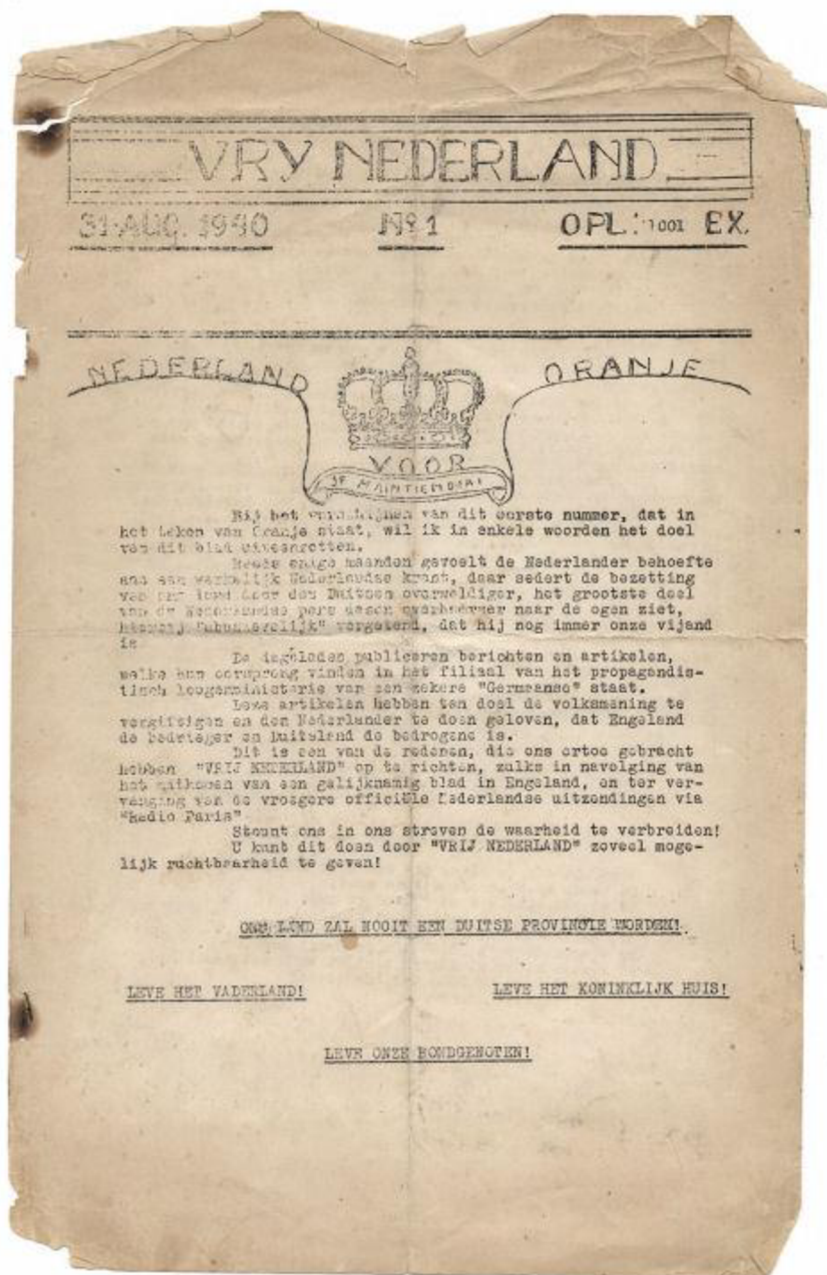 VRY NEDERLAND
31 AUG. 1940 Nº 1 OPL: EX.
NEDERLAND ORANJE
VOOR
JE MAINTIENDRAI
Bij het verschijnen van dit eerste nummer, dat in
het teken van Oranje staat, wil ik in enkele woorden het doel
van dit blad uiteenzetten.
Reeds enige maanden gevoelt de Nederlander behoefte
aan een werkelijk Nederlandse krant, daar sedert de bezetting
van ons land door den Duitsen overweldiger, het grootste deel
van de Nederlandse pers dezen overheerser naar de ogen ziet,
hierbij vergetend, dat hij nog immer onze vijand
is
De dagbladen publiceren berichten en artikelen,
welke hun oorsprong vinden in het filiaal van het propagandis-
tisch leugenministerie van een zekere "Germaanse" staat.
Deze artikelen hebben ten doel de volksmening te
vergiftigen en den Nederlander te doen geloven, dat Engeland
de bedrieger en Duitsland de bedrogene is.
Dit is een van de redenen, die ons ertoe gebracht
hebben "VRIJ NEDERLAND" op te richten, zulks in navolging van
het uitkomen van een gelijknamig blad in Engeland, en ter ver-
vanging van de vroegere officiële Nederlandse uitzendingen via
"Radio Paris"
Steunt ons in ons streven de waarheid te verbreiden!
U kunt dit doen door "VRIJ NEDERLAND" zoveel moge-
lijk ruchtbaarheid te geven!
ONS LAND ZAL NOOIT EEN DUITSE PROVINCIE WORDEN!
LEVE HET VADERLAND! LEVE HET KONINKLIJK HUIS!
LEVE ONZE BONDGENOTEN!